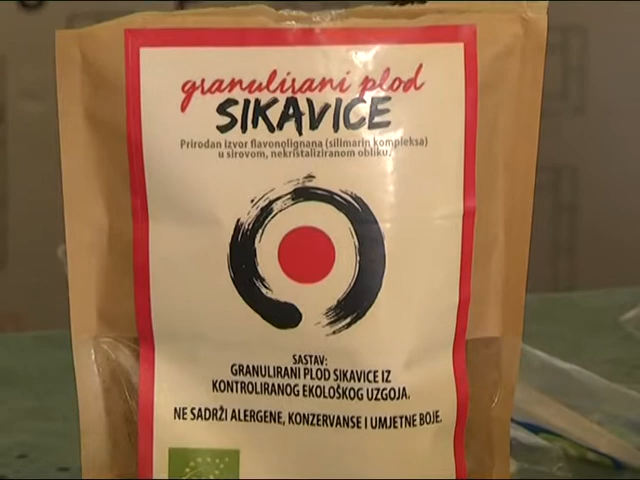 granulirani plod
SIKAVICE
Prirodan izvor flavonolignana (silimarin kompleksa)
u sirovom, nekristaliziranom obliku.
SASTAV:
GRANULIRANI PLOD SIKAVICE IZ
KONTROLIRANOG EKOLOŠKOG UZGOJA.
NE SADRŽI ALERGENE, KONZERVANSE I UMJETNE BOJE.